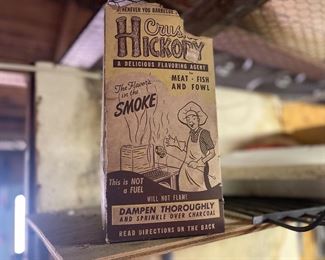 WHENEVER YOU BARBECUE
HICKORY
A DELICIOUS FLAVORING AGENT
for
MEAT - FISH
AND FOWL
The Flavor's
in the
SMOKE
This is NOT
a FUEL
WILL NOT FLAME
DAMPEN THOROUGHLY
AND SPRINKLE OVER CHARCOAL
READ DIRECTIONS ON THE BACK